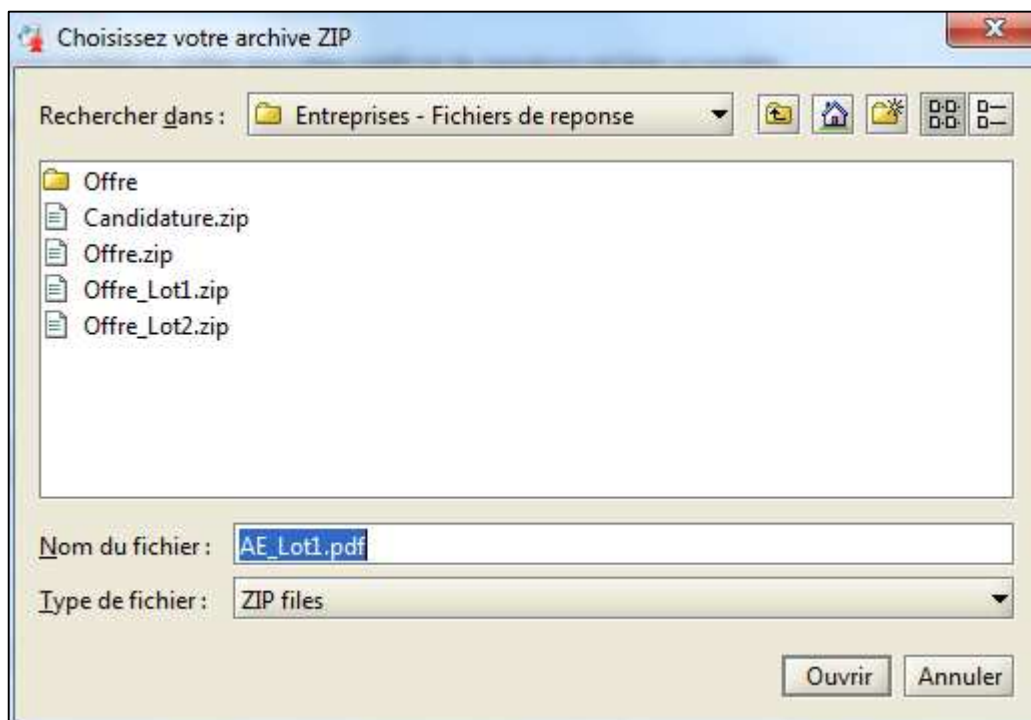 Choisissez votre archive ZIP
Rechercher dans : Entreprises - Fichiers de reponse
Offre
Candidature.zip
Offre.zip
Offre_Lot1.zip
Offre_Lot2.zip
Nom du fichier : AE_Lot1.pdf
Type de fichier : ZIP files
Ouvrir Annuler